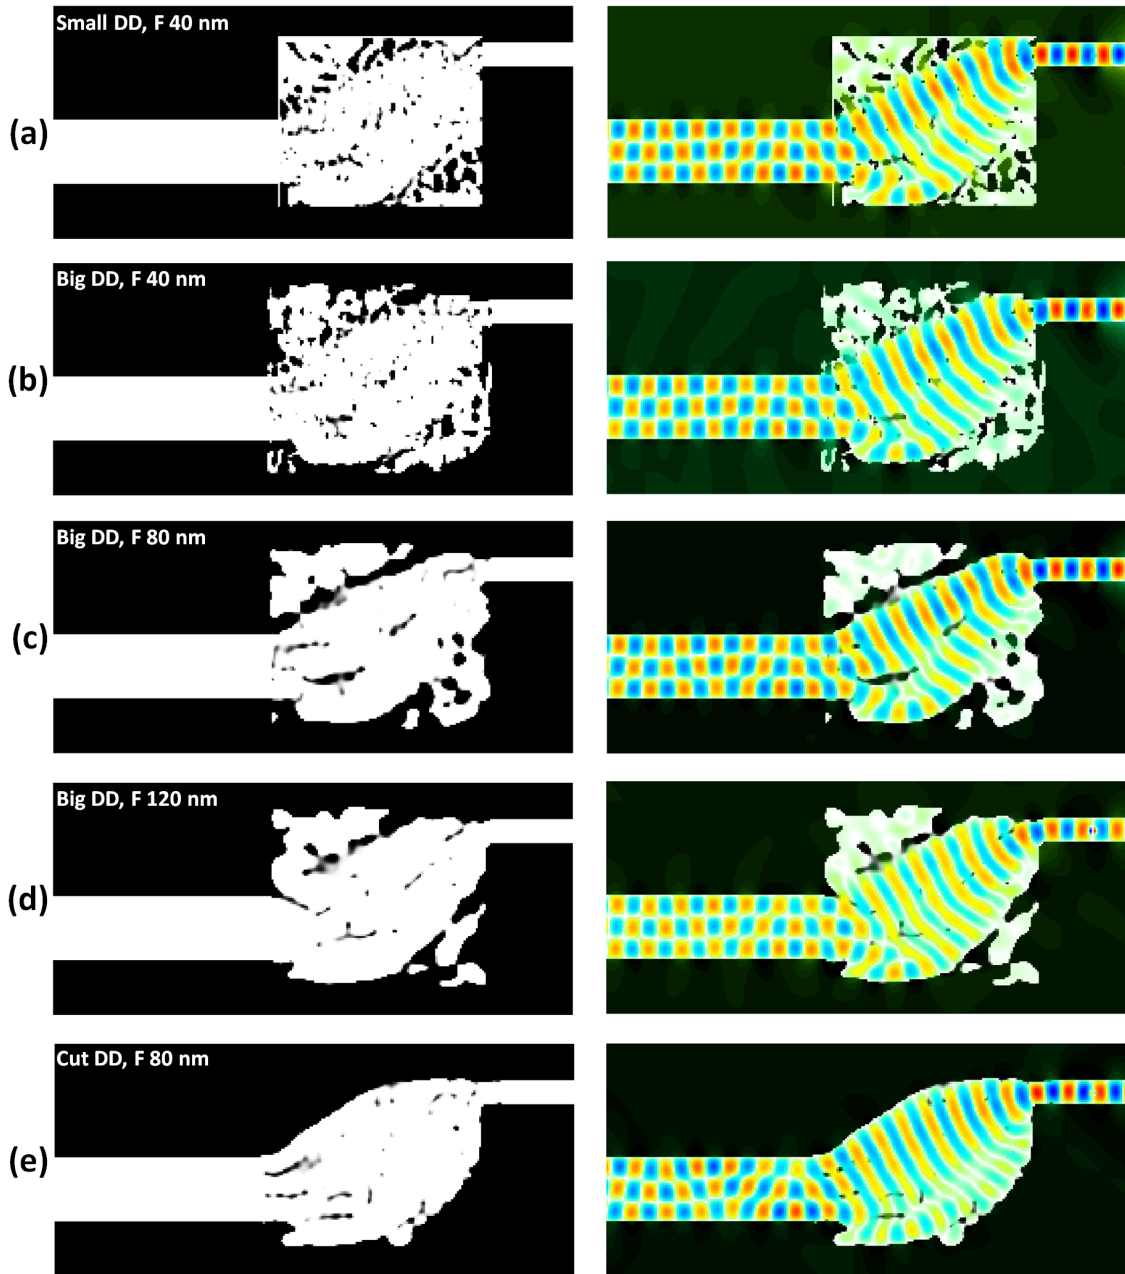 Small DD, F 40 nm
(a)
Big DD, F 40 nm
(b)
Big DD, F 80 nm
(c)
Big DD, F 120 nm
(d)
Cut DD, F 80 nm
(e)